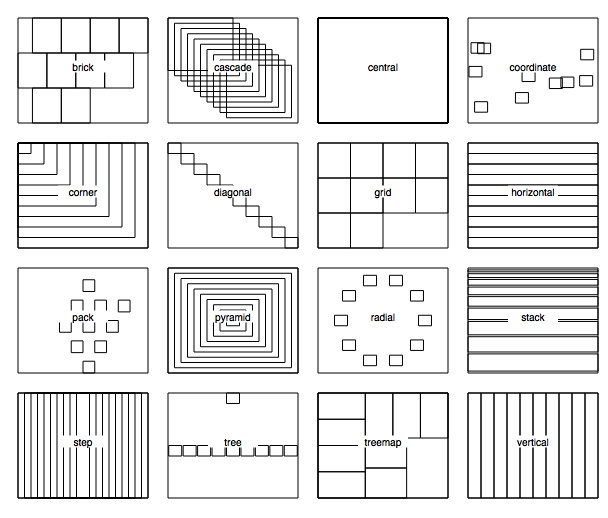 brick
cascade
central
coordinate
corner
diagonal
grid
horizontal
pack
pyramid
radial
stack
step
tree
treemap
vertical